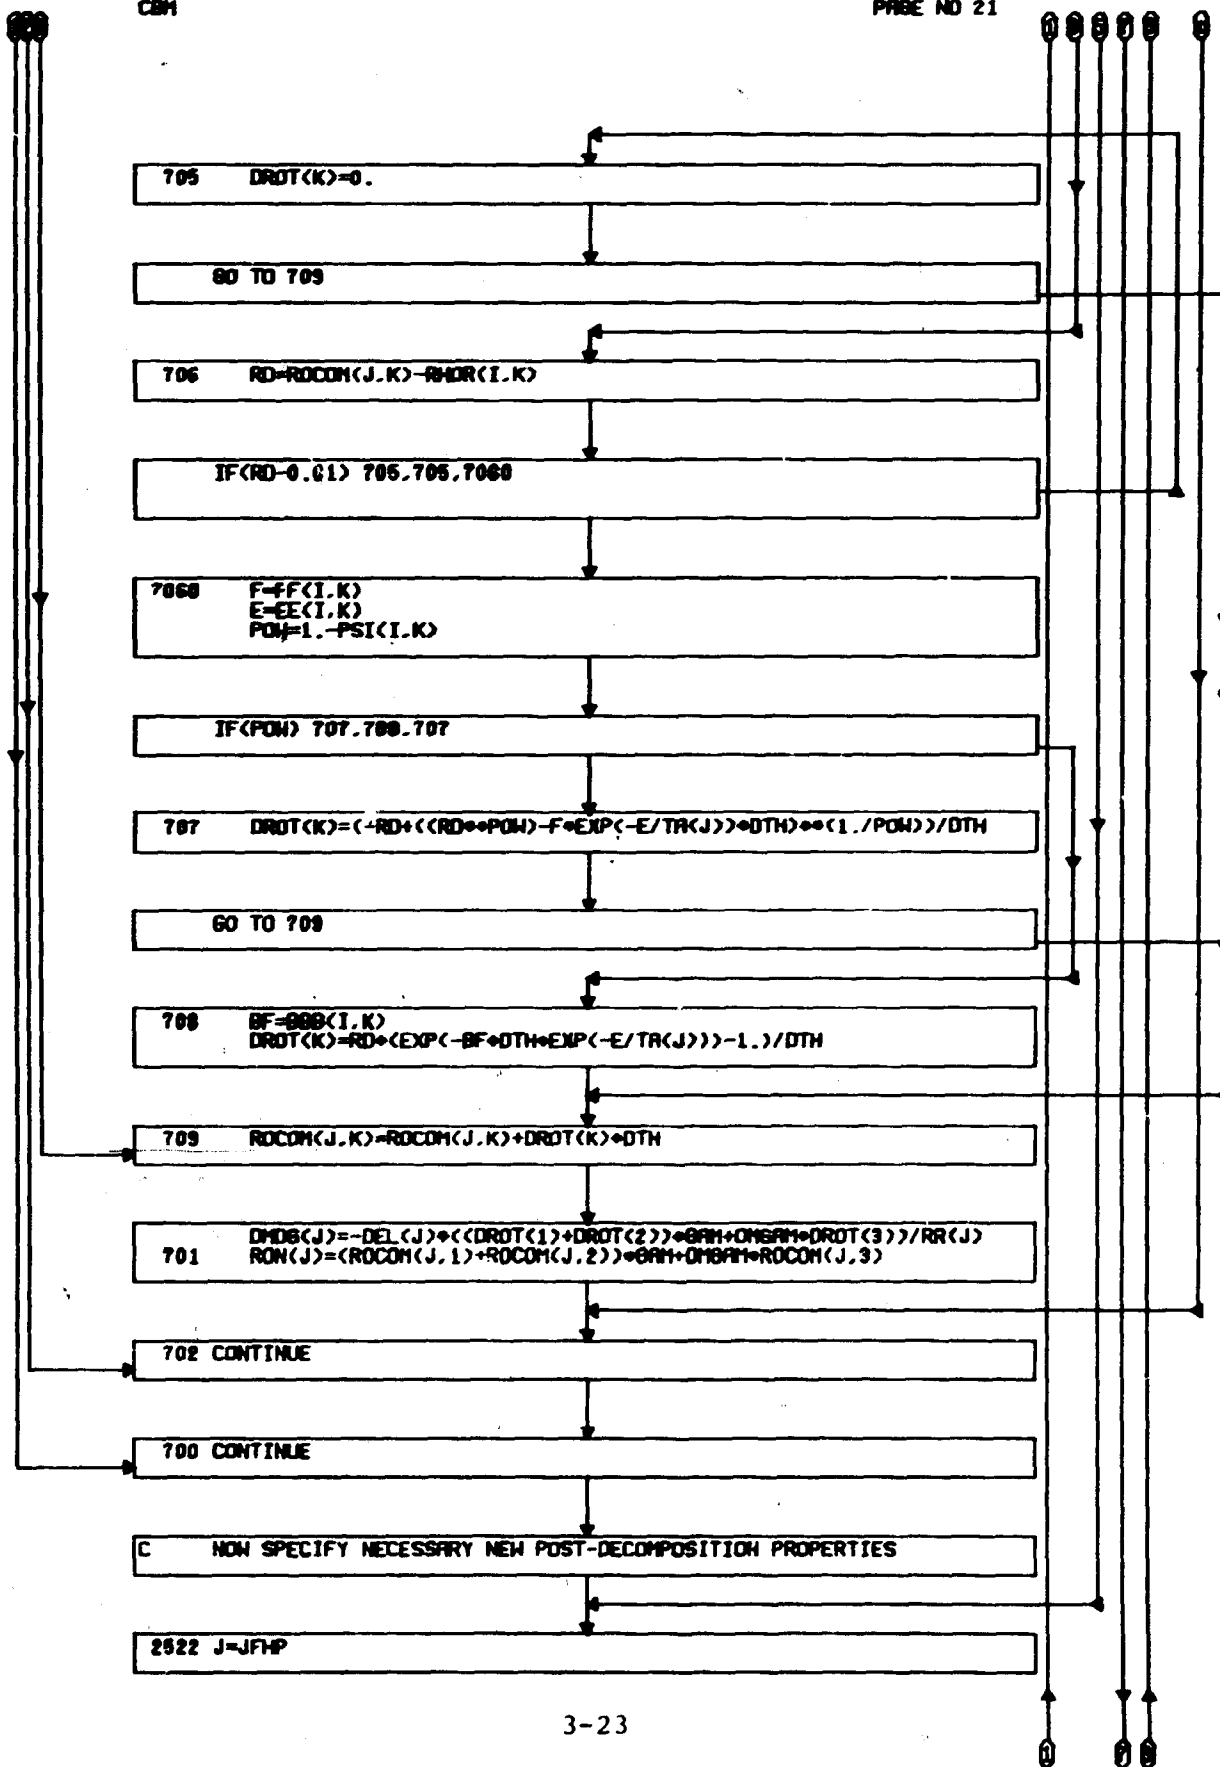 CBM
PAGE NO 21
705 DROT(K)=0.
GO TO 709
706 RD=ROCOM(J,K)-RHOR(I,K)
IF(RD-0.01) 705,705,7060
7060 F=FF(I,K)
E=EE(I,K)
POW=1.-PSI(I,K)
IF(POW) 707,708,707
707 DROT(K)=(-RD+((RD**POW)-F*EXP(-E/TA(J))*DTH)**(1./POW))/DTH
GO TO 709
708 BF=BBB(I,K)
DROT(K)=RD*(EXP(-BF*DTH*EXP(-E/TA(J)))-1.)/DTH
709 ROCOM(J,K)=ROCOM(J,K)+DROT(K)*DTH
DMDG(J)=-DEL(J)*((DROT(1)+DROT(2))*GAM+OMGAM*DROT(3))/RR(J)
701 RON(J)=(ROCOM(J,1)+ROCOM(J,2))*GAM+OMGAM*ROCOM(J,3)
702 CONTINUE
700 CONTINUE
C NOW SPECIFY NECESSARY NEW POST-DECOMPOSITION PROPERTIES
2522 J=JFHP
3-23